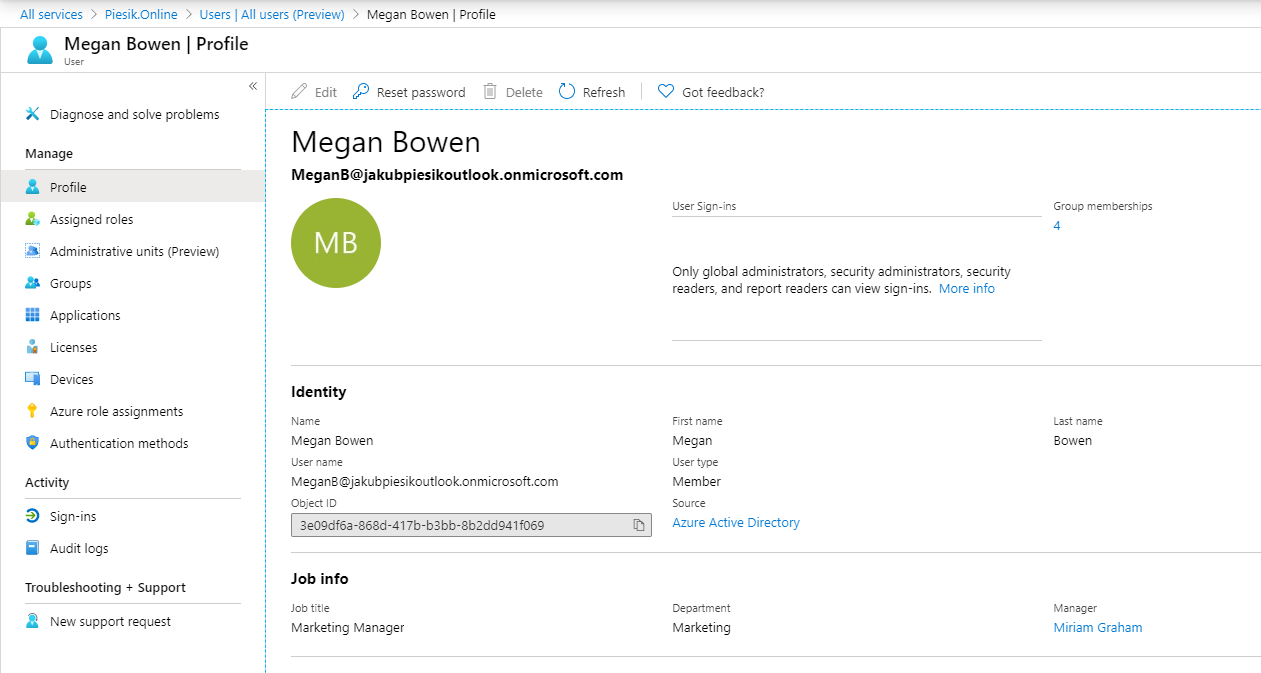 All services > Piesik.Online > Users | All users (Preview) > Megan Bowen | Profile
Megan Bowen | Profile
User
«
Diagnose and solve problems
Manage
Profile
Assigned roles
Administrative units (Preview)
Groups
Applications
Licenses
Devices
Azure role assignments
Authentication methods
Activity
Sign-ins
Audit logs
Troubleshooting + Support
New support request
Edit Reset password Delete Refresh Got feedback?
Megan Bowen
MeganB@jakubpiesikoutlook.onmicrosoft.com
MB
User Sign-ins
Only global administrators, security administrators, security
readers, and report readers can view sign-ins. More info
Group memberships
4
Identity
Name First name Last name
Megan Bowen Megan Bowen
User name User type
MeganB@jakubpiesikoutlook.onmicrosoft.com Member
Object ID Source
3e09df6a-868d-417b-b3bb-8b2dd941f069 Azure Active Directory
Job info
Job title Department Manager
Marketing Manager Marketing Miriam Graham